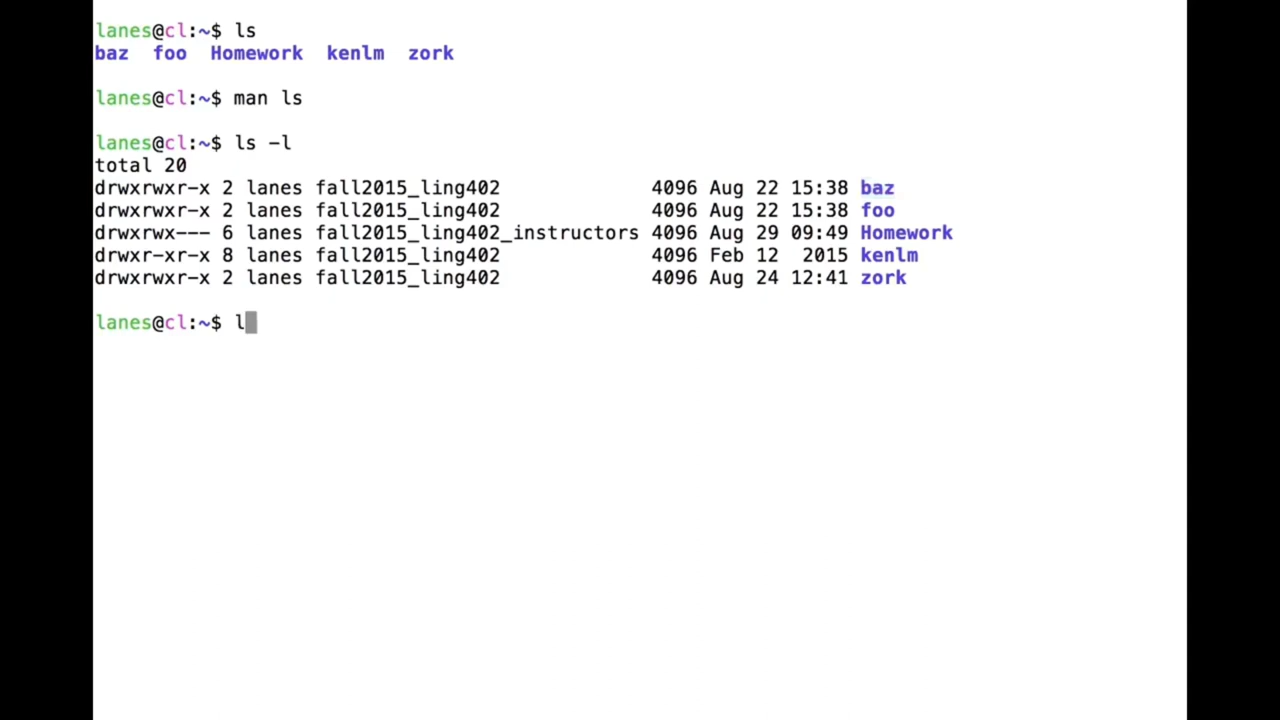 lanes@cl:~$ ls
baz  foo  Homework  kenlm  zork
lanes@cl:~$ man ls
lanes@cl:~$ ls -l
total 20
drwxrwxr-x 2 lanes fall2015_ling402             4096 Aug 22 15:38 baz
drwxrwxr-x 2 lanes fall2015_ling402             4096 Aug 22 15:38 foo
drwxrwx--- 6 lanes fall2015_ling402_instructors 4096 Aug 29 09:49 Homework
drwxr-xr-x 8 lanes fall2015_ling402             4096 Feb 12  2015 kenlm
drwxrwxr-x 2 lanes fall2015_ling402             4096 Aug 24 12:41 zork
lanes@cl:~$ l